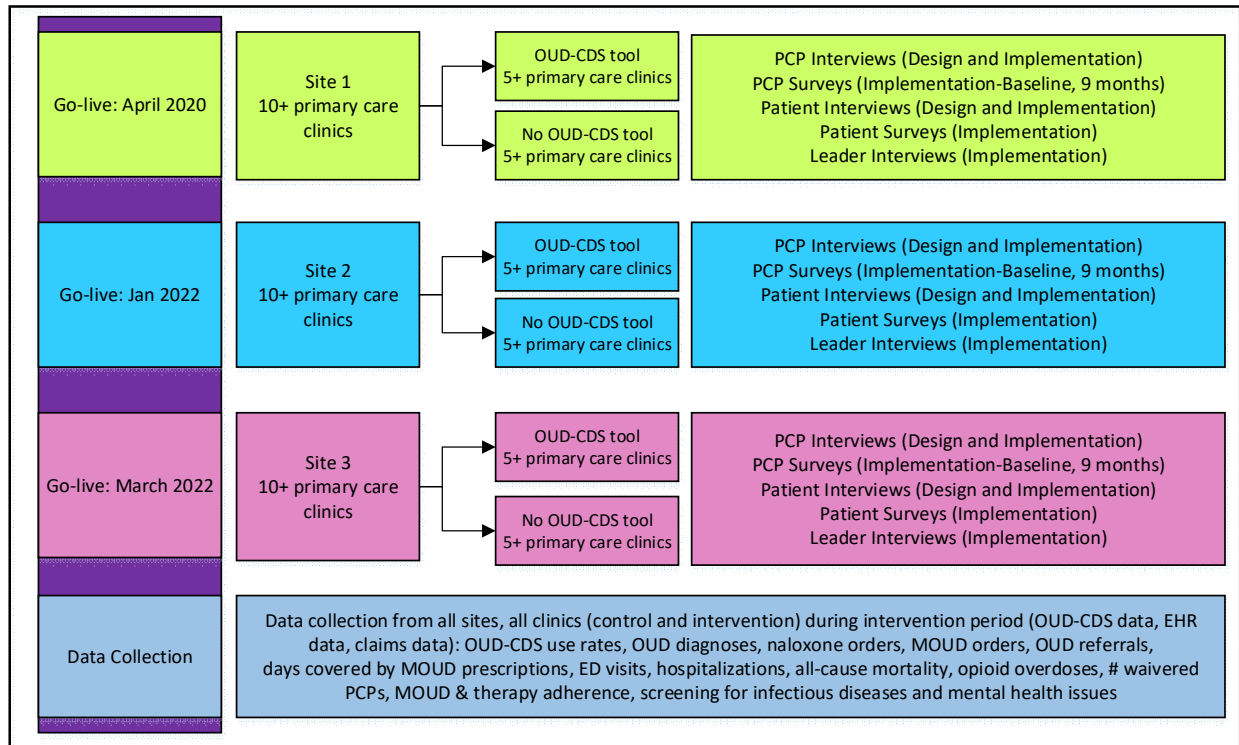 Go-live: April 2020
Site 1
10+ primary care
clinics
OUD-CDS tool
5+ primary care clinics
No OUD-CDS tool
5+ primary care clinics
PCP Interviews (Design and Implementation)
PCP Surveys (Implementation-Baseline, 9 months)
Patient Interviews (Design and Implementation)
Patient Surveys (Implementation)
Leader Interviews (Implementation)
Go-live: Jan 2022
Site 2
10+ primary care
clinics
OUD-CDS tool
5+ primary care clinics
No OUD-CDS tool
5+ primary care clinics
PCP Interviews (Design and Implementation)
PCP Surveys (Implementation-Baseline, 9 months)
Patient Interviews (Design and Implementation)
Patient Surveys (Implementation)
Leader Interviews (Implementation)
Go-live: March 2022
Site 3
10+ primary care
clinics
OUD-CDS tool
5+ primary care clinics
No OUD-CDS tool
5+ primary care clinics
PCP Interviews (Design and Implementation)
PCP Surveys (Implementation-Baseline, 9 months)
Patient Interviews (Design and Implementation)
Patient Surveys (Implementation)
Leader Interviews (Implementation)
Data Collection
Data collection from all sites, all clinics (control and intervention) during intervention period (OUD-CDS data, EHR
data, claims data): OUD-CDS use rates, OUD diagnoses, naloxone orders, MOUD orders, OUD referrals,
days covered by MOUD prescriptions, ED visits, hospitalizations, all-cause mortality, opioid overdoses, # waivered
PCPs, MOUD & therapy adherence, screening for infectious diseases and mental health issues